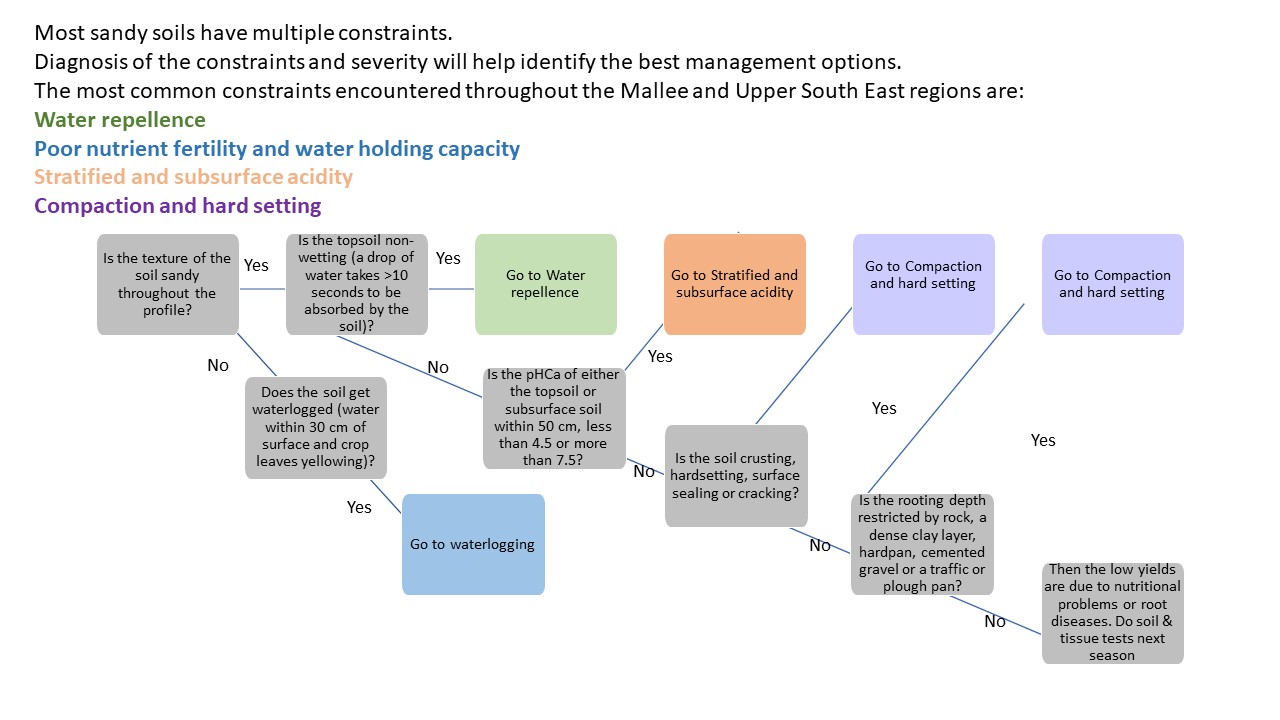 Most sandy soils have multiple constraints.
Diagnosis of the constraints and severity will help identify the best management options.
The most common constraints encountered throughout the Mallee and Upper South East regions are:
Water repellence
Poor nutrient fertility and water holding capacity
Stratified and subsurface acidity
Compaction and hard setting
Is the texture of the
soil sandy
throughout the
profile?
Yes
Is the topsoil non-
wetting (a drop of
water takes >10
seconds to be
absorbed by the
soil)?
Yes
Go to Water
repellence
Go to Stratified and
subsurface acidity
Go to Compaction
and hard setting
Go to Compaction
and hard setting
No
Does the soil get
waterlogged (water
within 30 cm of
surface and crop
leaves yellowing)?
No
Is the pHCa of either
the topsoil or
subsurface soil
within 50 cm, less
than 4.5 or more
than 7.5?
Yes
Yes
Yes
No
Is the soil crusting,
hardsetting, surface
sealing or cracking?
Yes
Go to waterlogging
No
Is the rooting depth
restricted by rock, a
dense clay layer,
hardpan, cemented
gravel or a traffic or
plough pan?
No
Then the low yields
are due to nutritional
problems or root
diseases. Do soil &
tissue tests next
season